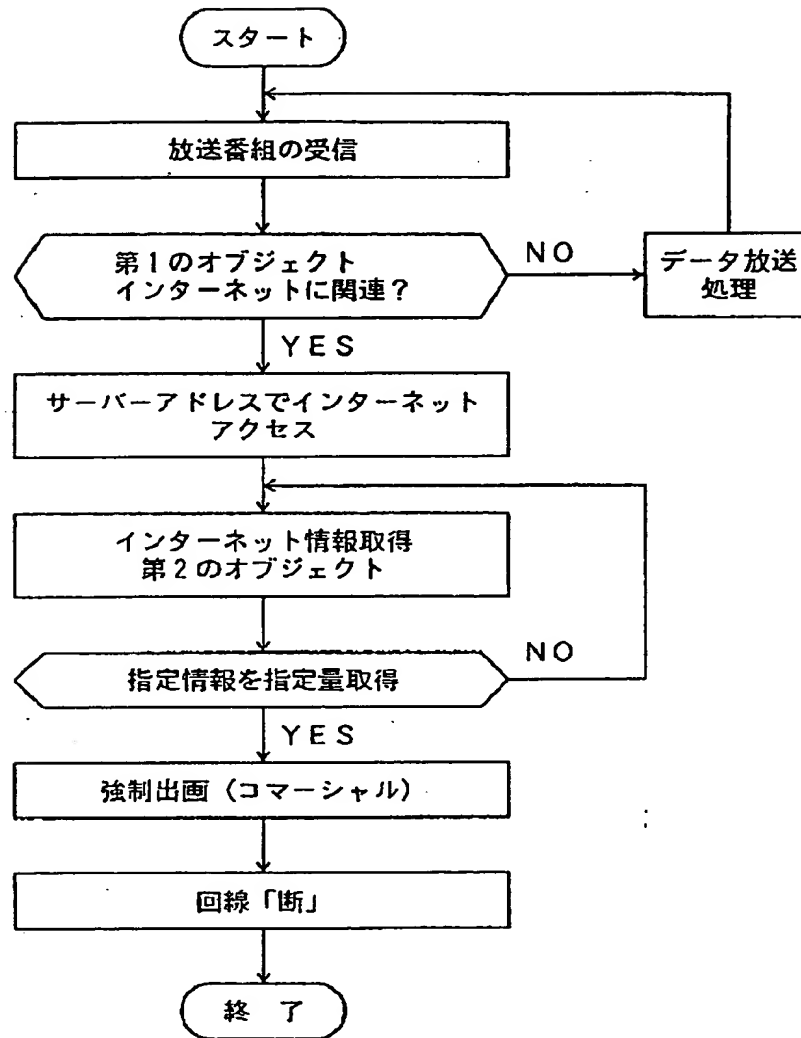 スタート
放送番組の受信
第1のオブジェクト
インターネットに関連?
NO
データ放送
処理
YES
サーバーアドレスでインターネット
アクセス
インターネット情報取得
第2のオブジェクト
指定情報を指定量取得
NO
YES
強制出画(コマーシャル)
回線「断」
終 了